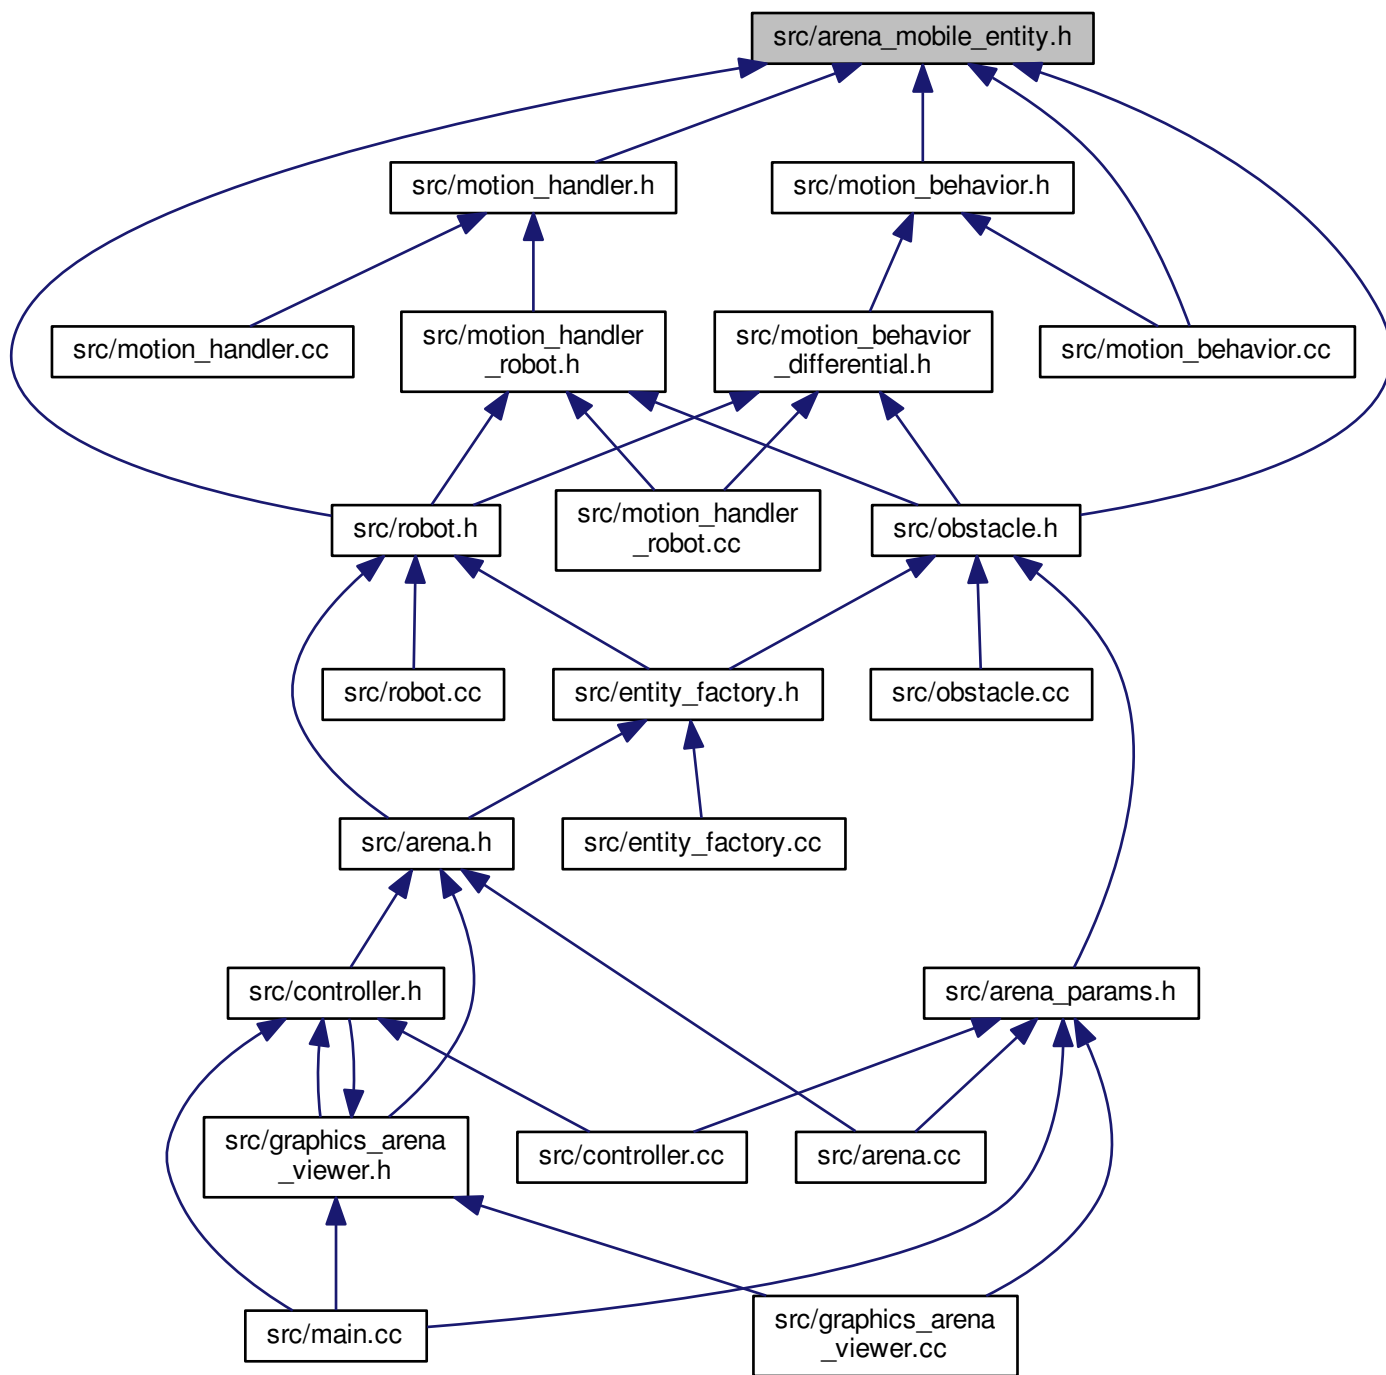 src/arena_mobile_entity.h
src/motion_handler.h
src/motion_behavior.h
src/motion_handler.cc
src/motion_handler
_robot.h
src/motion_behavior
_differential.h
src/motion_behavior.cc
src/robot.h
src/motion_handler
_robot.cc
src/obstacle.h
src/robot.cc
src/entity_factory.h
src/obstacle.cc
src/arena.h
src/entity_factory.cc
src/controller.h
src/arena_params.h
src/graphics_arena
_viewer.h
src/controller.cc
src/arena.cc
src/main.cc
src/graphics_arena
_viewer.cc